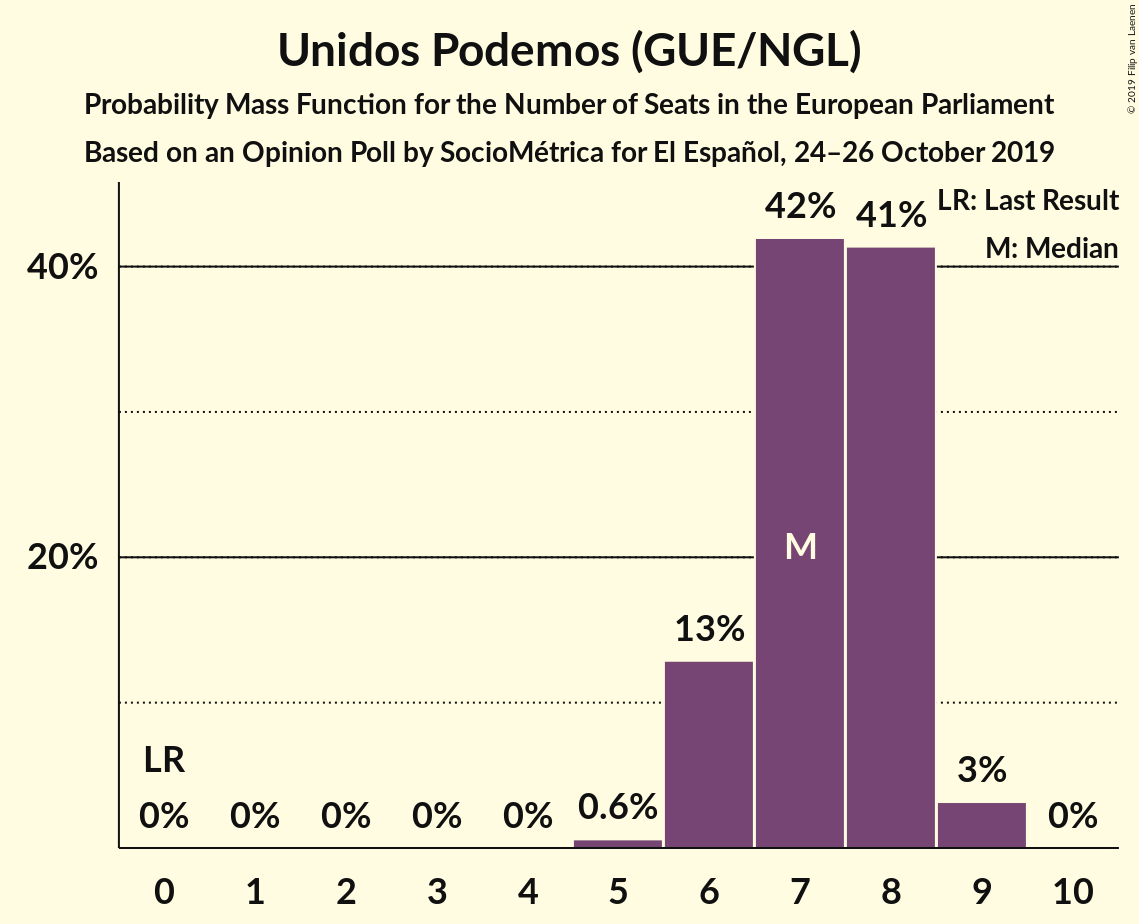 Unidos Podemos (GUE/NGL)
Probability Mass Function for the Number of Seats in the European Parliament
Based on an Opinion Poll by SocioMétrica for El Español, 24–26 October 2019
© 2019 Filip van Laenen
LR: Last Result
M: Median
42%
41%
40%
M
20%
13%
LR
3%
0.6%
0%
0%
0%
0%
0%
0%
0 1 2 3 4 5 6 7 8 9 10